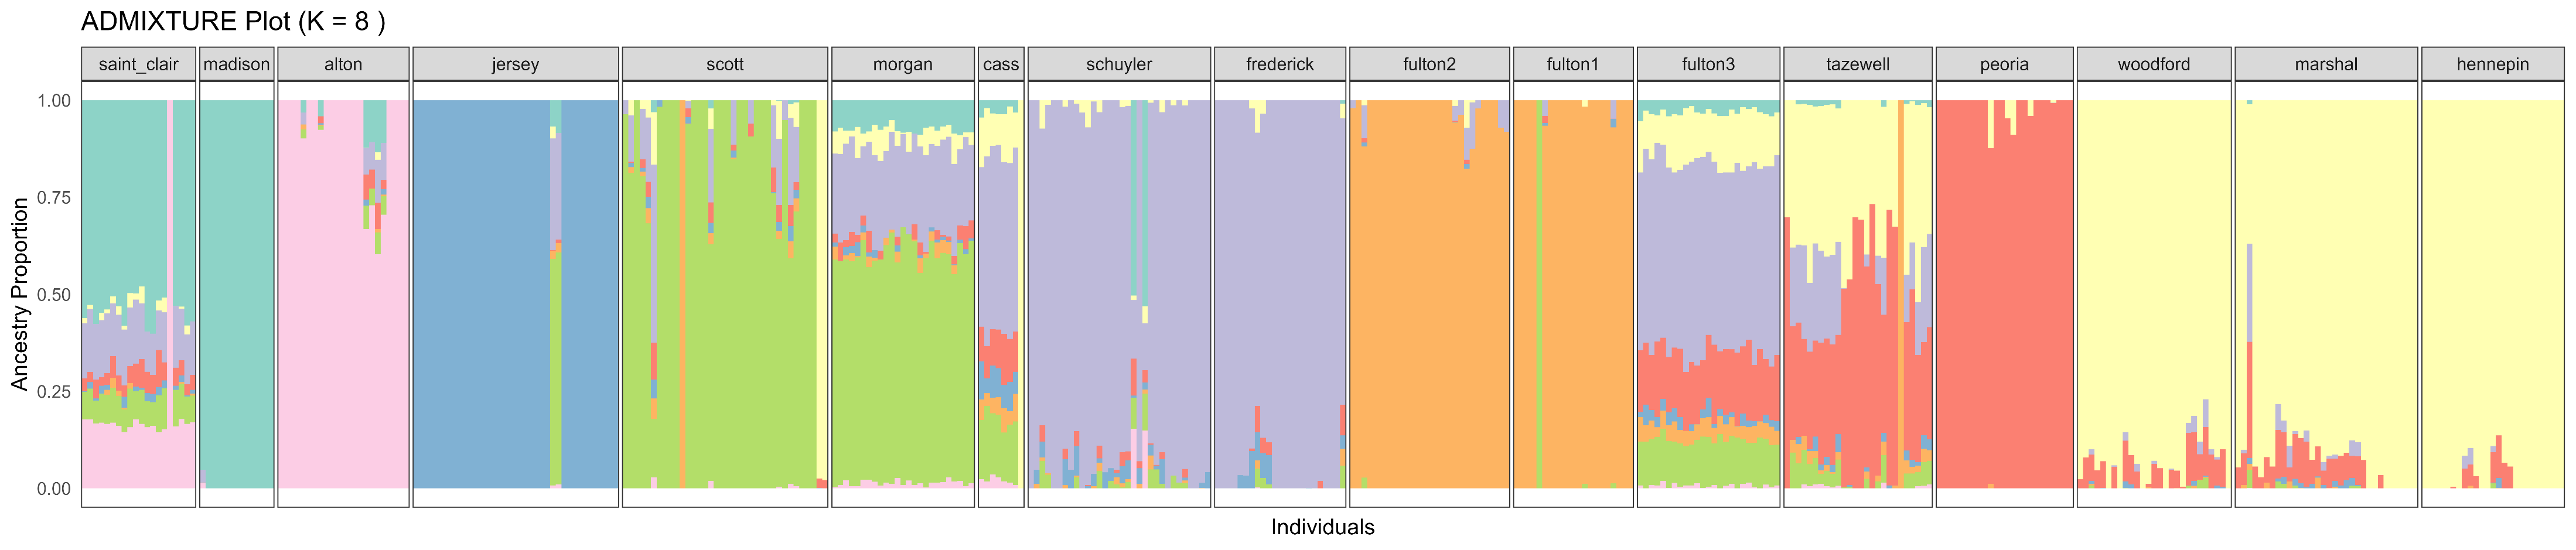 ADMIXTURE Plot (K = 8 )
saint_clair madison alton jersey scott morgan cass schuyler frederick fulton2 fulton1 fulton3 tazewell peoria woodford marshal hennepin
1.00
0.75
0.50
0.25
0.00
Ancestry Proportion
Individuals